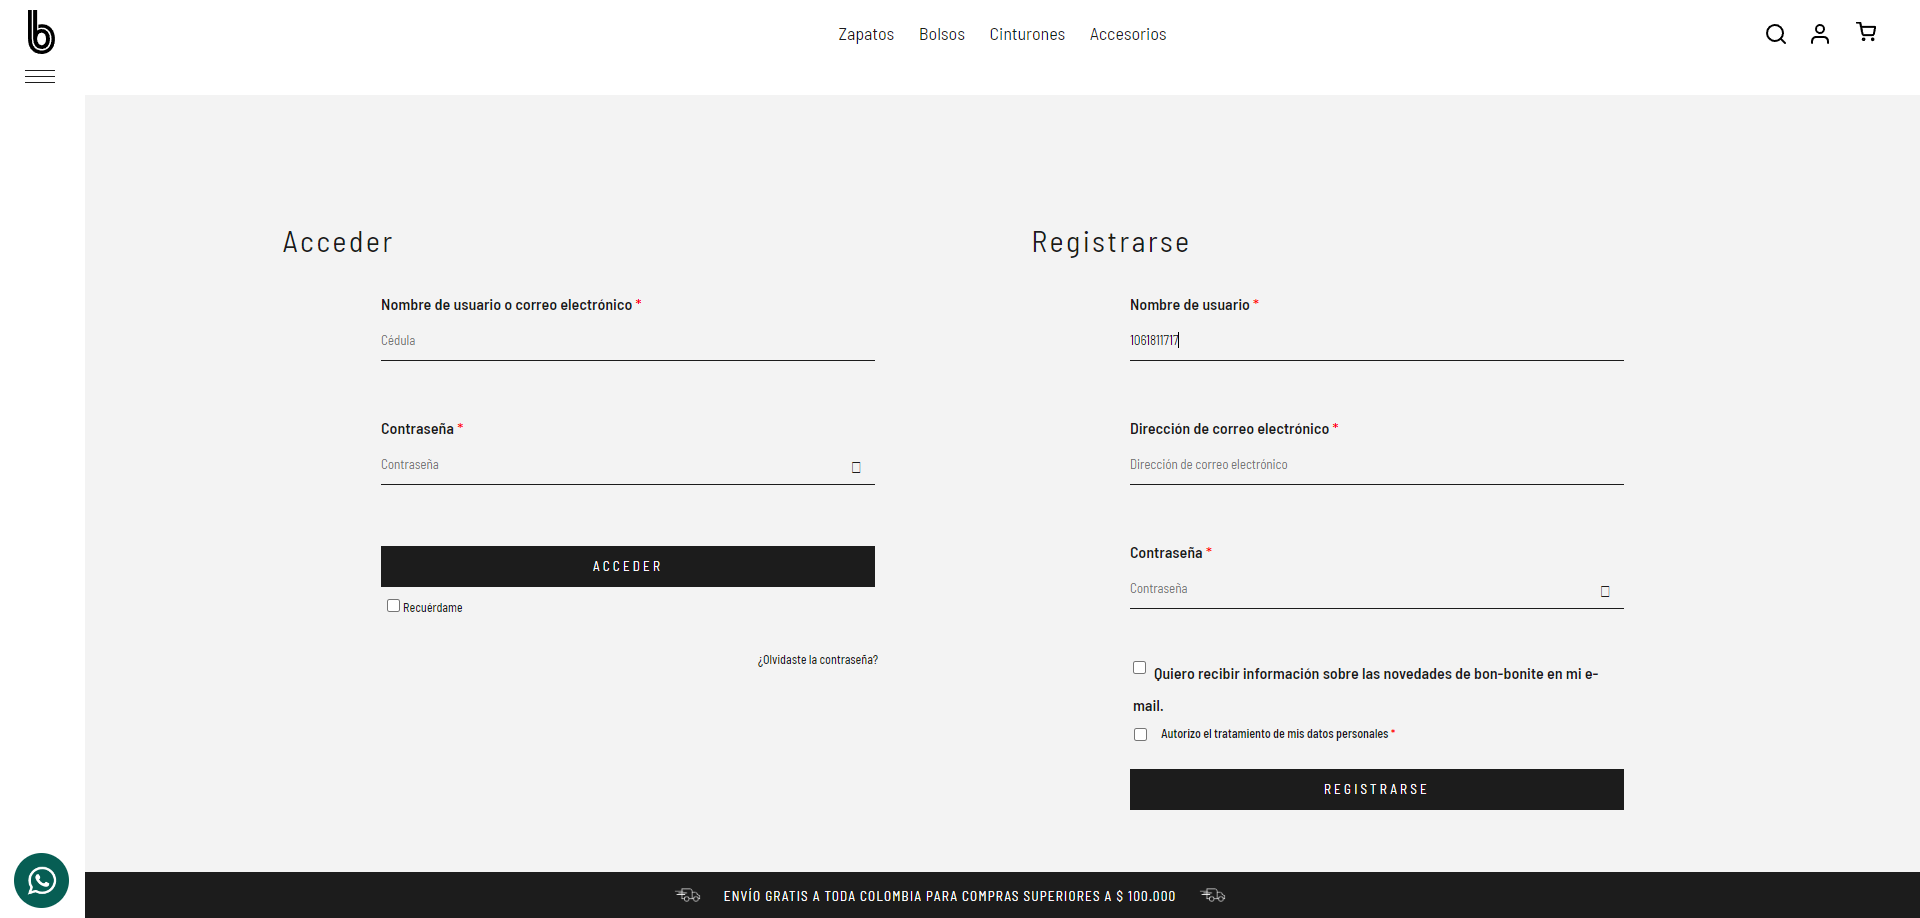 b
Zapatos Bolsos Cinturones Accesorios
Acceder
Nombre de usuario o correo electrónico *
Cédula
Contraseña *
Contraseña
ACCEDER
Recuérdame
¿Olvidaste la contraseña?
Registrarse
Nombre de usuario *
1061811717
Dirección de correo electrónico *
Dirección de correo electrónico
Contraseña *
Contraseña
Quiero recibir información sobre las novedades de bon-bonite en mi e-
mail.
Autorizo el tratamiento de mis datos personales *
REGISTRARSE
ENVÍO GRATIS A TODA COLOMBIA PARA COMPRAS SUPERIORES A $ 100.000